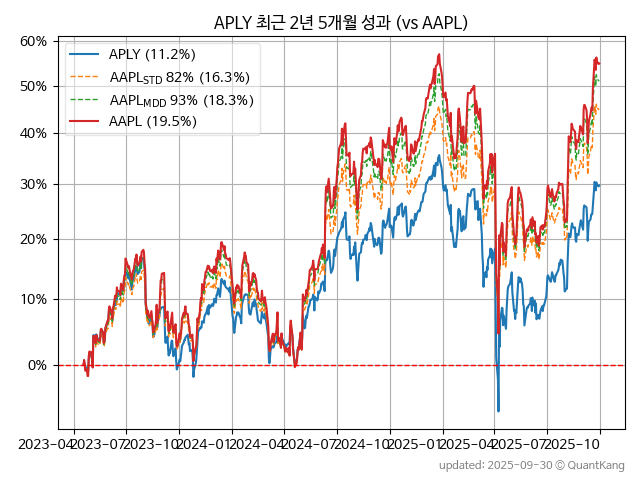 APLY 최근 2년 5개월 성과 (vs AAPL)
60%
50%
40%
30%
20%
10%
0%
APLY (11.2%)
AAPLSTD 82% (16.3%)
AAPLMDD 93% (18.3%)
AAPL (19.5%)
2023-04 2023-07 2023-10 2024-01 2024-04 2024-07 2024-10 2025-01 2025-04 2025-07 2025-10
updated: 2025-09-30 © QuantKang